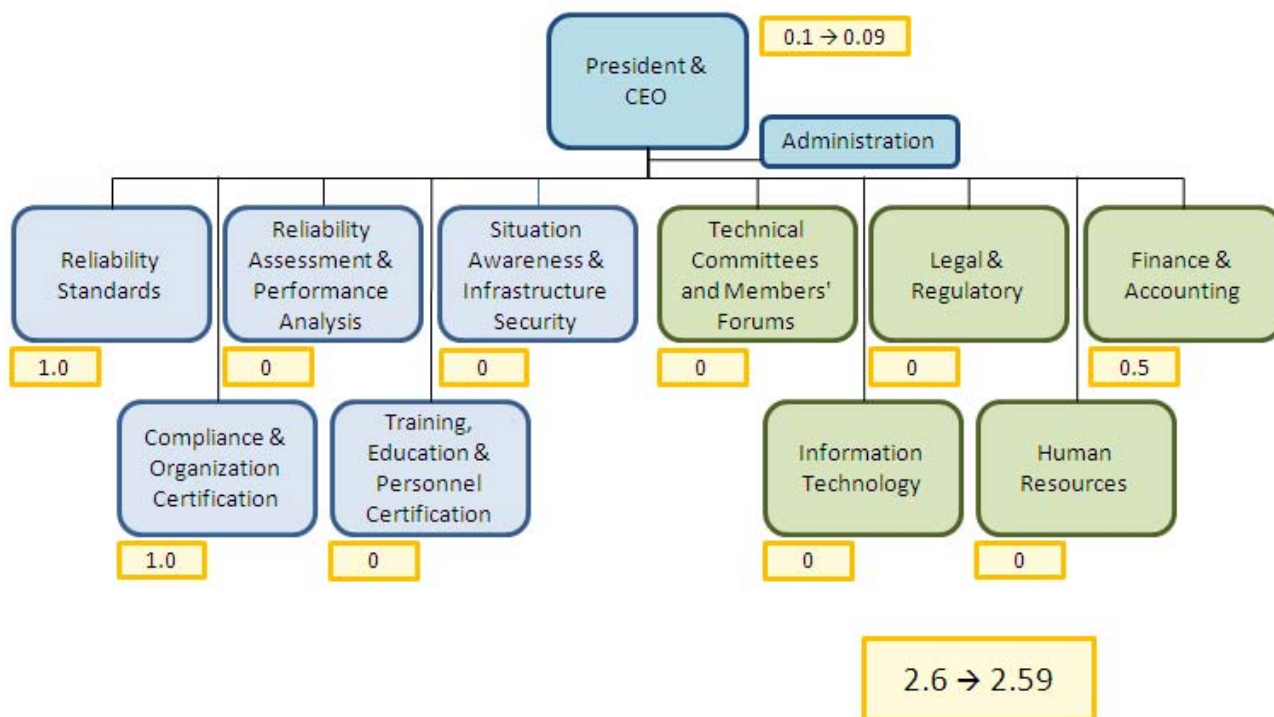 President &
CEO
0.1 → 0.09
Administration
Reliability
Standards
1.0
Reliability
Assessment &
Performance
Analysis
0
Situation
Awareness &
Infrastructure
Security
0
Technical
Committees
and Members'
Forums
0
Legal &
Regulatory
0
Finance &
Accounting
0.5
Compliance &
Organization
Certification
1.0
Training,
Education &
Personnel
Certification
0
Information
Technology
0
Human
Resources
0
2.6 → 2.59